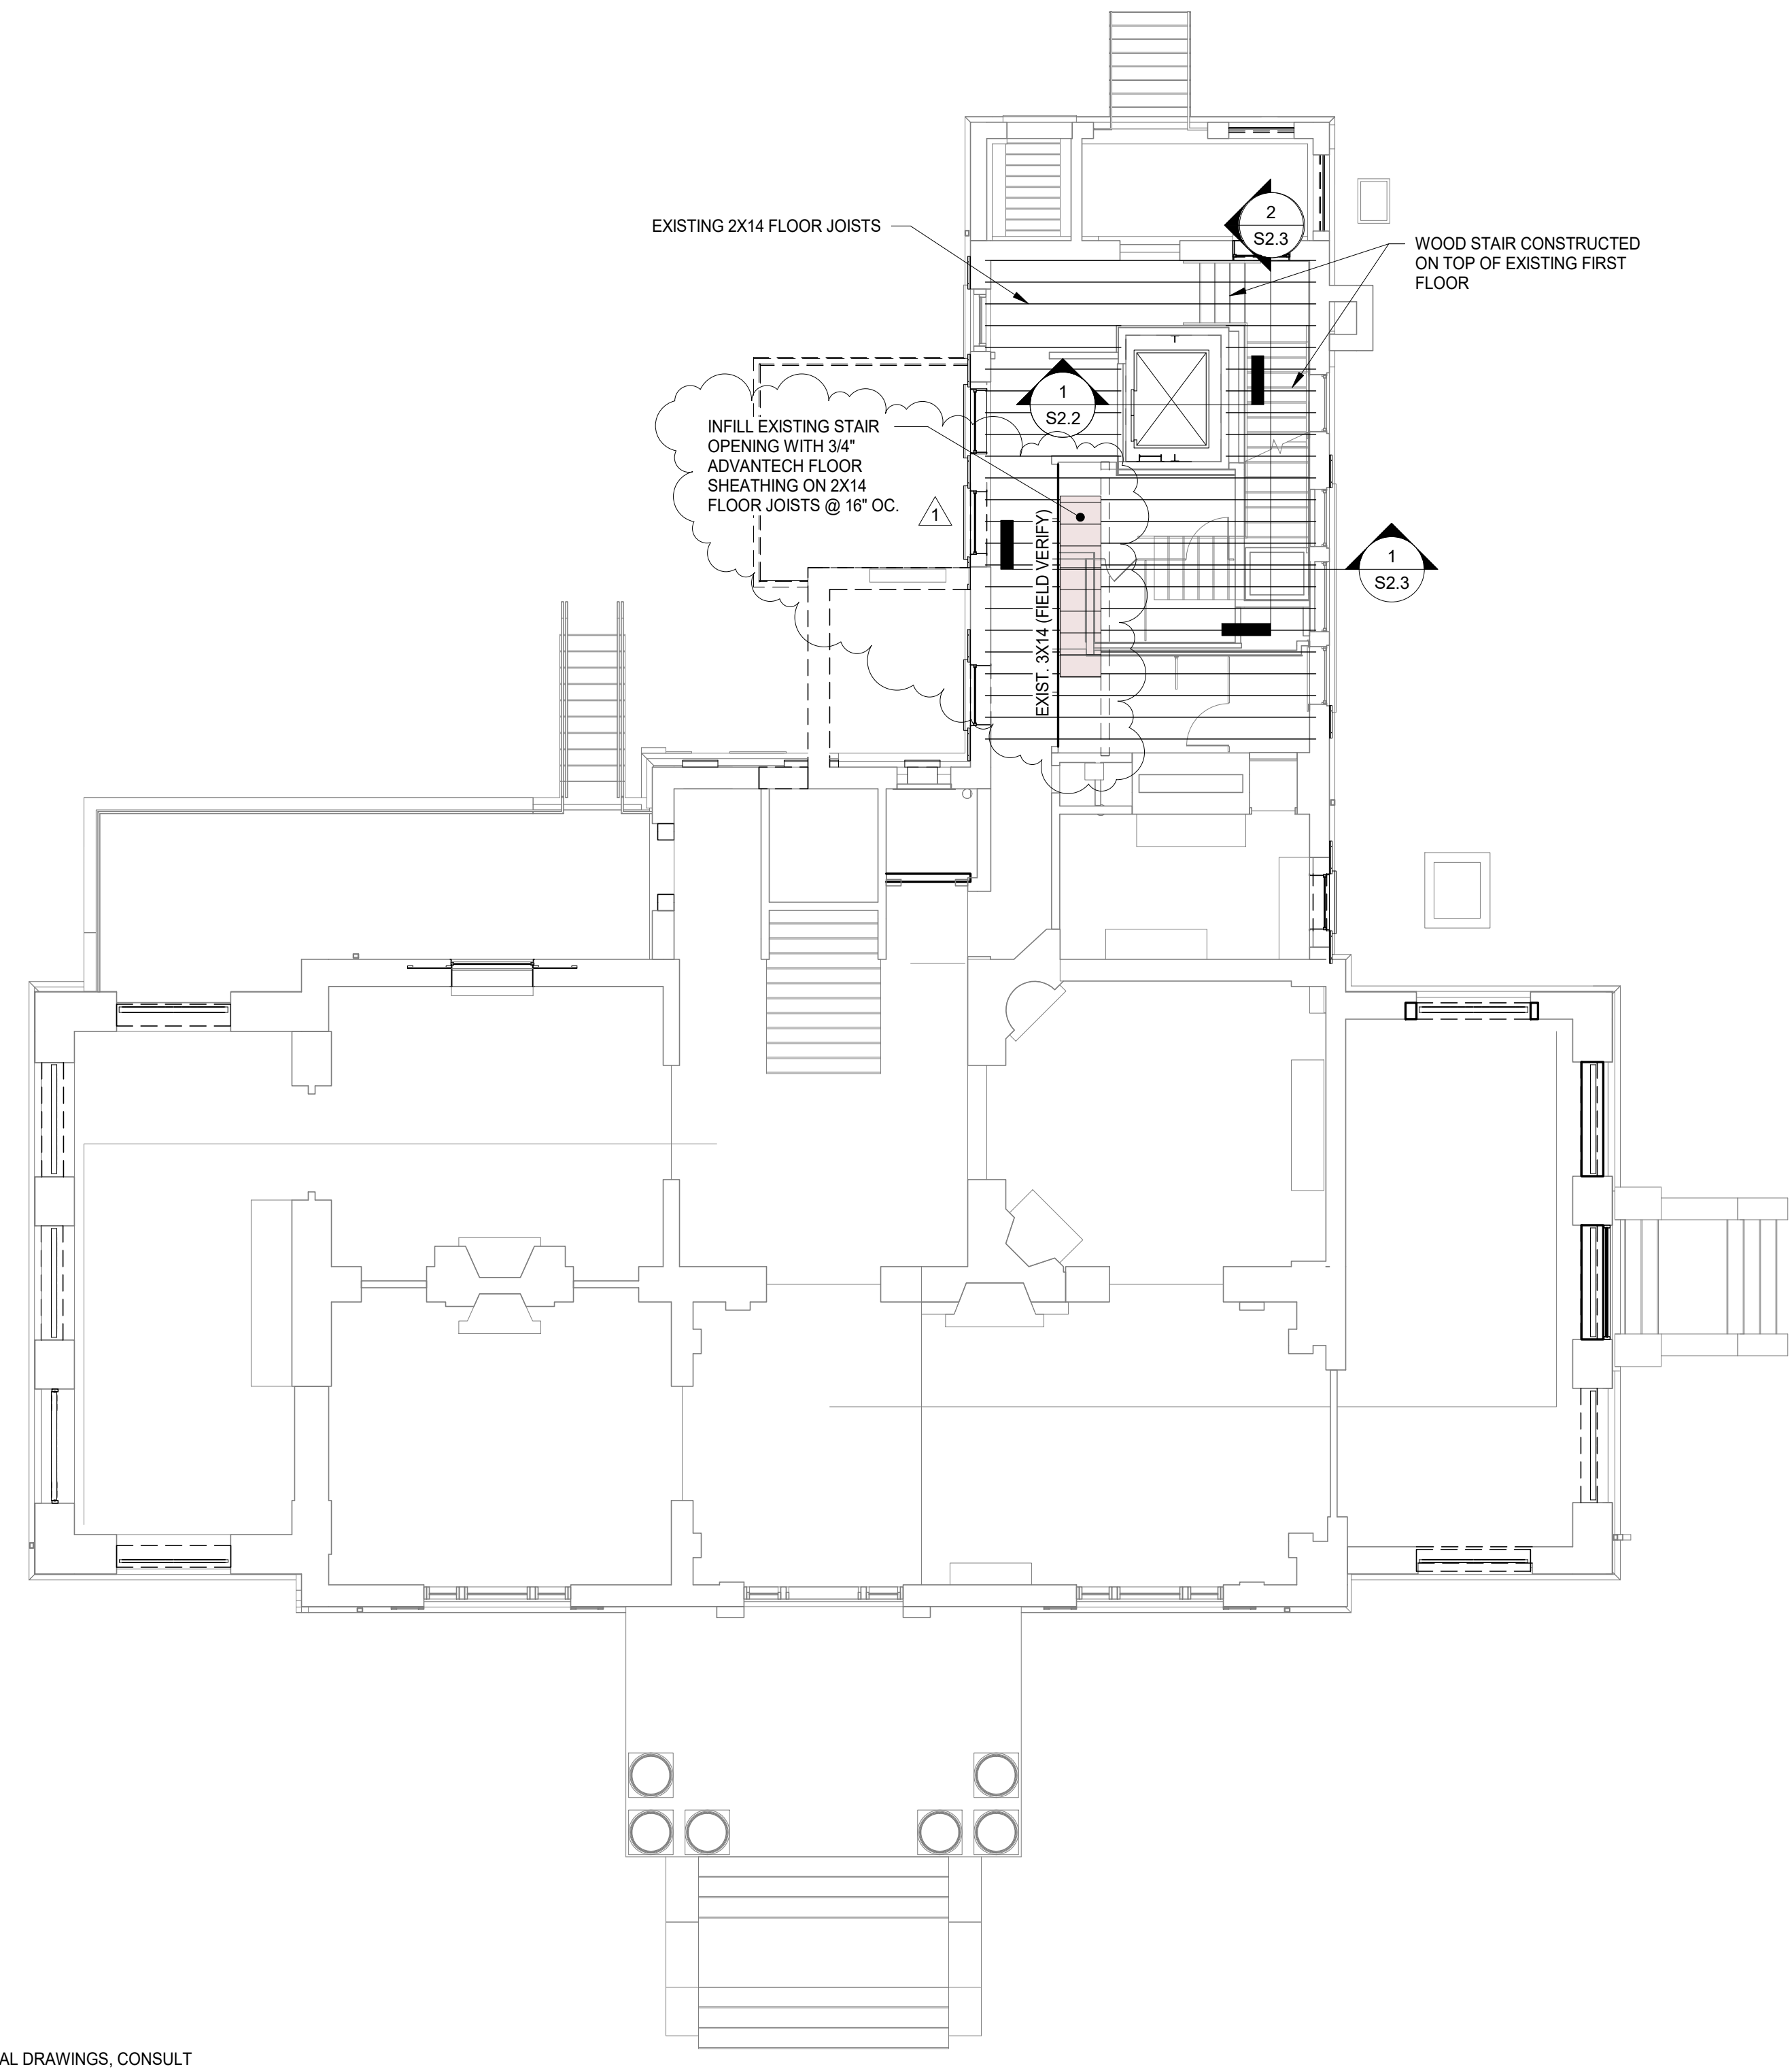 EXISTING 2X14 FLOOR JOISTS
2
S2.3
WOOD STAIR CONSTRUCTED
ON TOP OF EXISTING FIRST
FLOOR
1
S2.2
INFILL EXISTING STAIR
OPENING WITH 3/4"
ADVANTECH FLOOR
SHEATHING ON 2X14
FLOOR JOISTS @ 16" OC.
1
EXIST. 3X14 (FIELD VERIFY)
1
S2.3
AL DRAWINGS, CONSULT